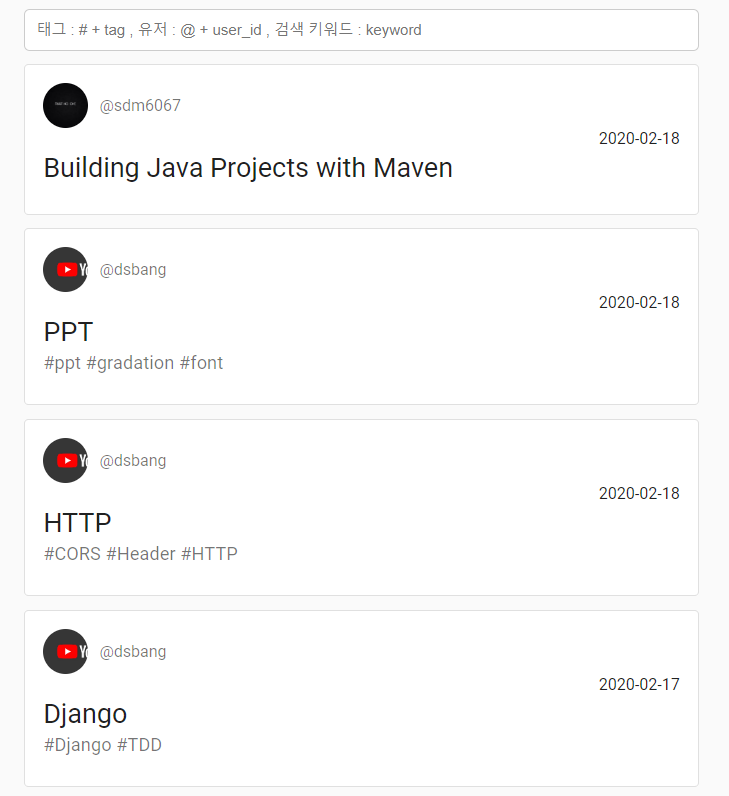 태그 : # + tag , 유저 : @ + user_id , 검색 키워드 : keyword
@sdm6067
2020-02-18
Building Java Projects with Maven
@dsbang
2020-02-18
PPT
#ppt #gradation #font
@dsbang
2020-02-18
HTTP
#CORS #Header #HTTP
@dsbang
2020-02-17
Django
#Django #TDD